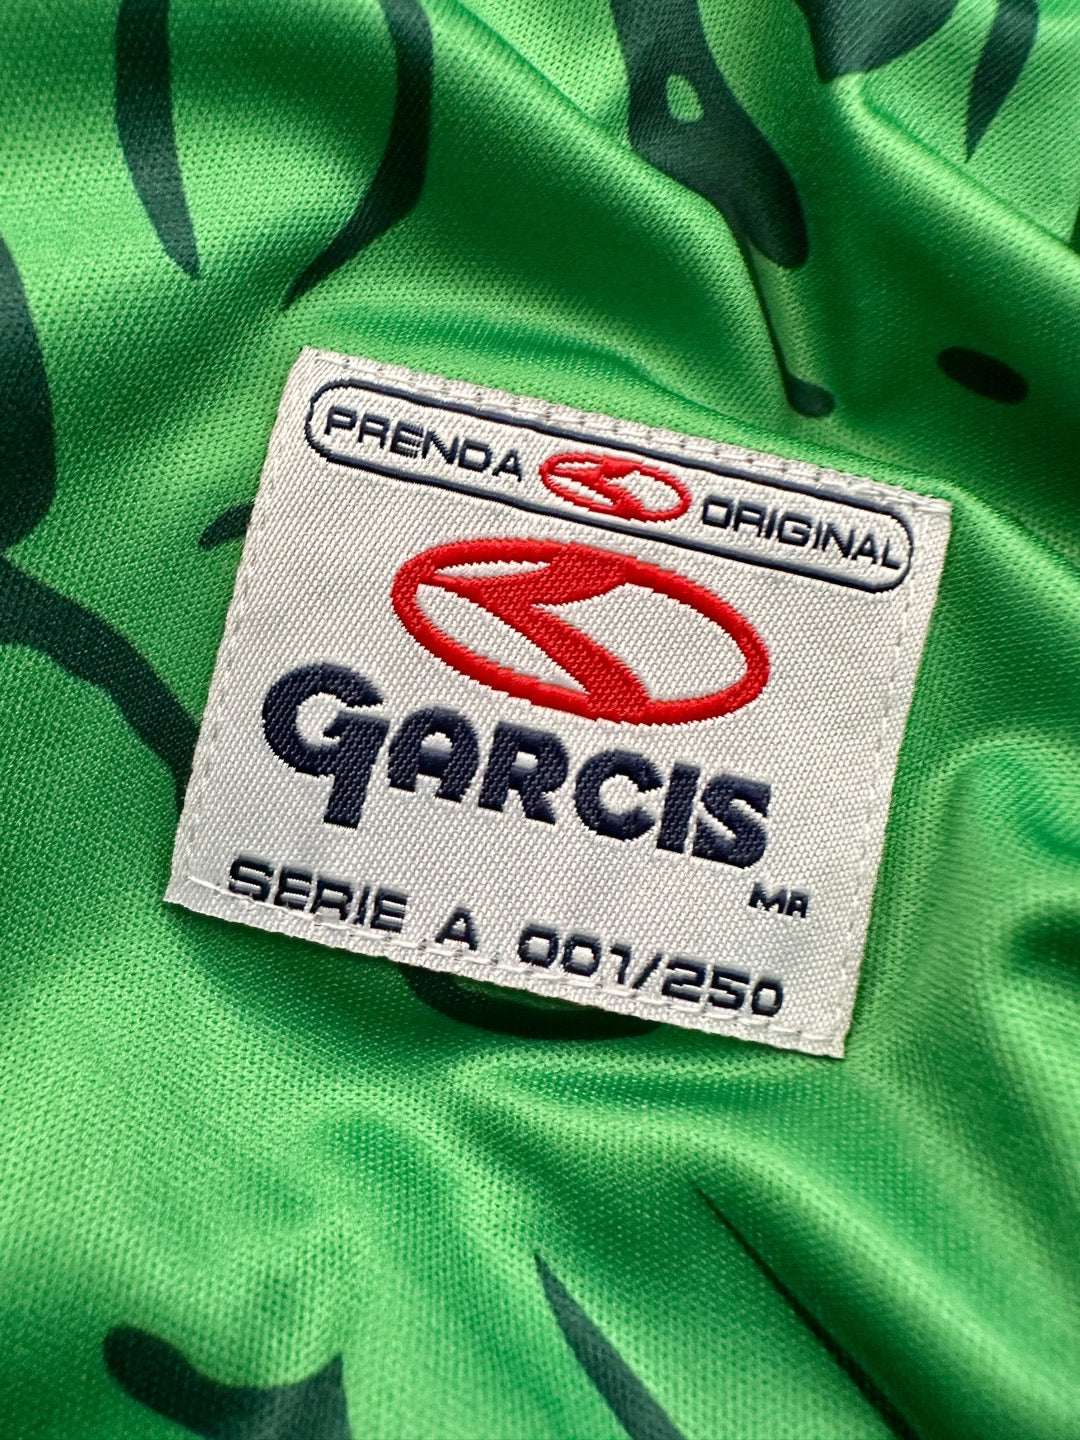 PRENDA ORIGINAL
GARCIS
MR
SERIE A 001/250